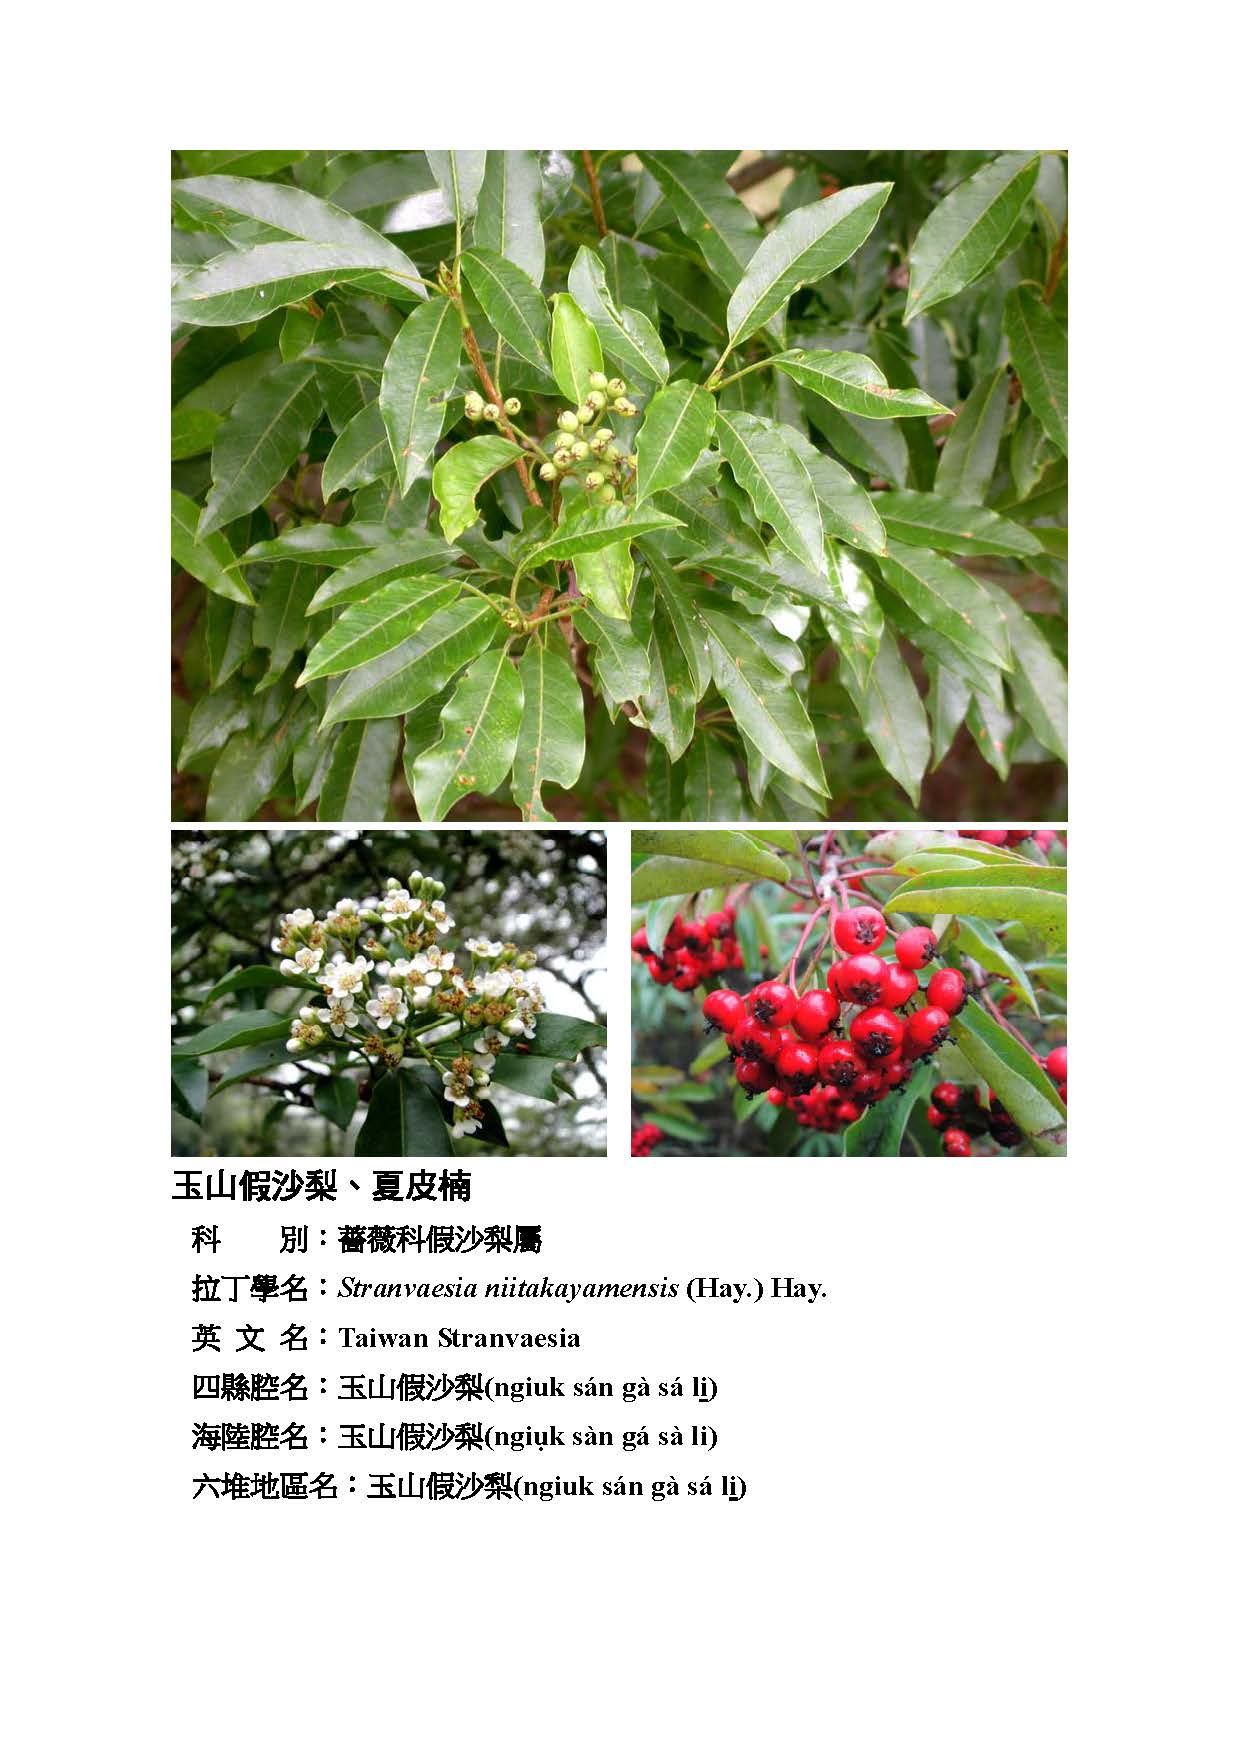 玉山假沙梨、夏皮楠
科　　別：薔薇科假沙梨屬
拉丁學名：Stranvaesia niitakayamensis (Hay.) Hay.
英 文 名：Taiwan Stranvaesia
四縣腔名：玉山假沙梨(ngiuk sán gà sá li̠)
海陸腔名：玉山假沙梨(ngiụk sàn gá sà li)
六堆地區名：玉山假沙梨(ngiuk sán gà sá li̠)